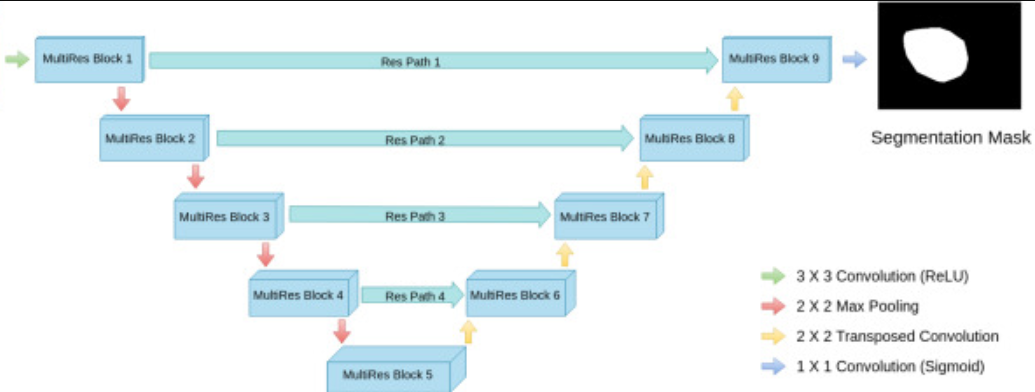 MultiRes Block 1
Res Path 1
MultiRes Block 9
MultiRes Block 2
Res Path 2
MultiRes Block 8
Segmentation Mask
MultiRes Block 3
Res Path 3
MultiRes Block 7
MultiRes Block 4
Res Path 4
MultiRes Block 6
MultiRes Block 5
3 X 3 Convolution (ReLU)
2 X 2 Max Pooling
2 X 2 Transposed Convolution
1 X 1 Convolution (Sigmoid)